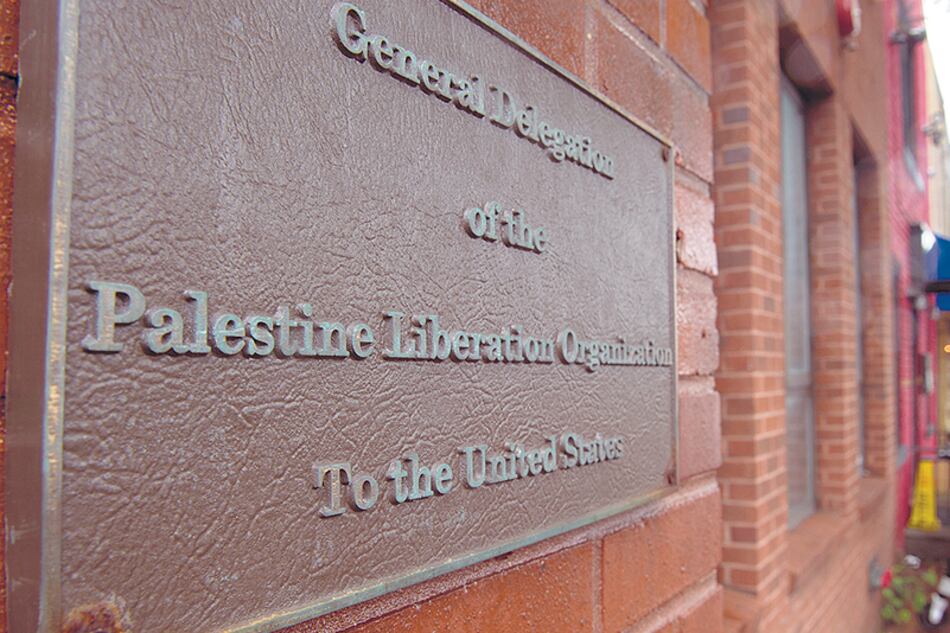 General Delegation
of the
Palestine Liberation Organization
To the United States